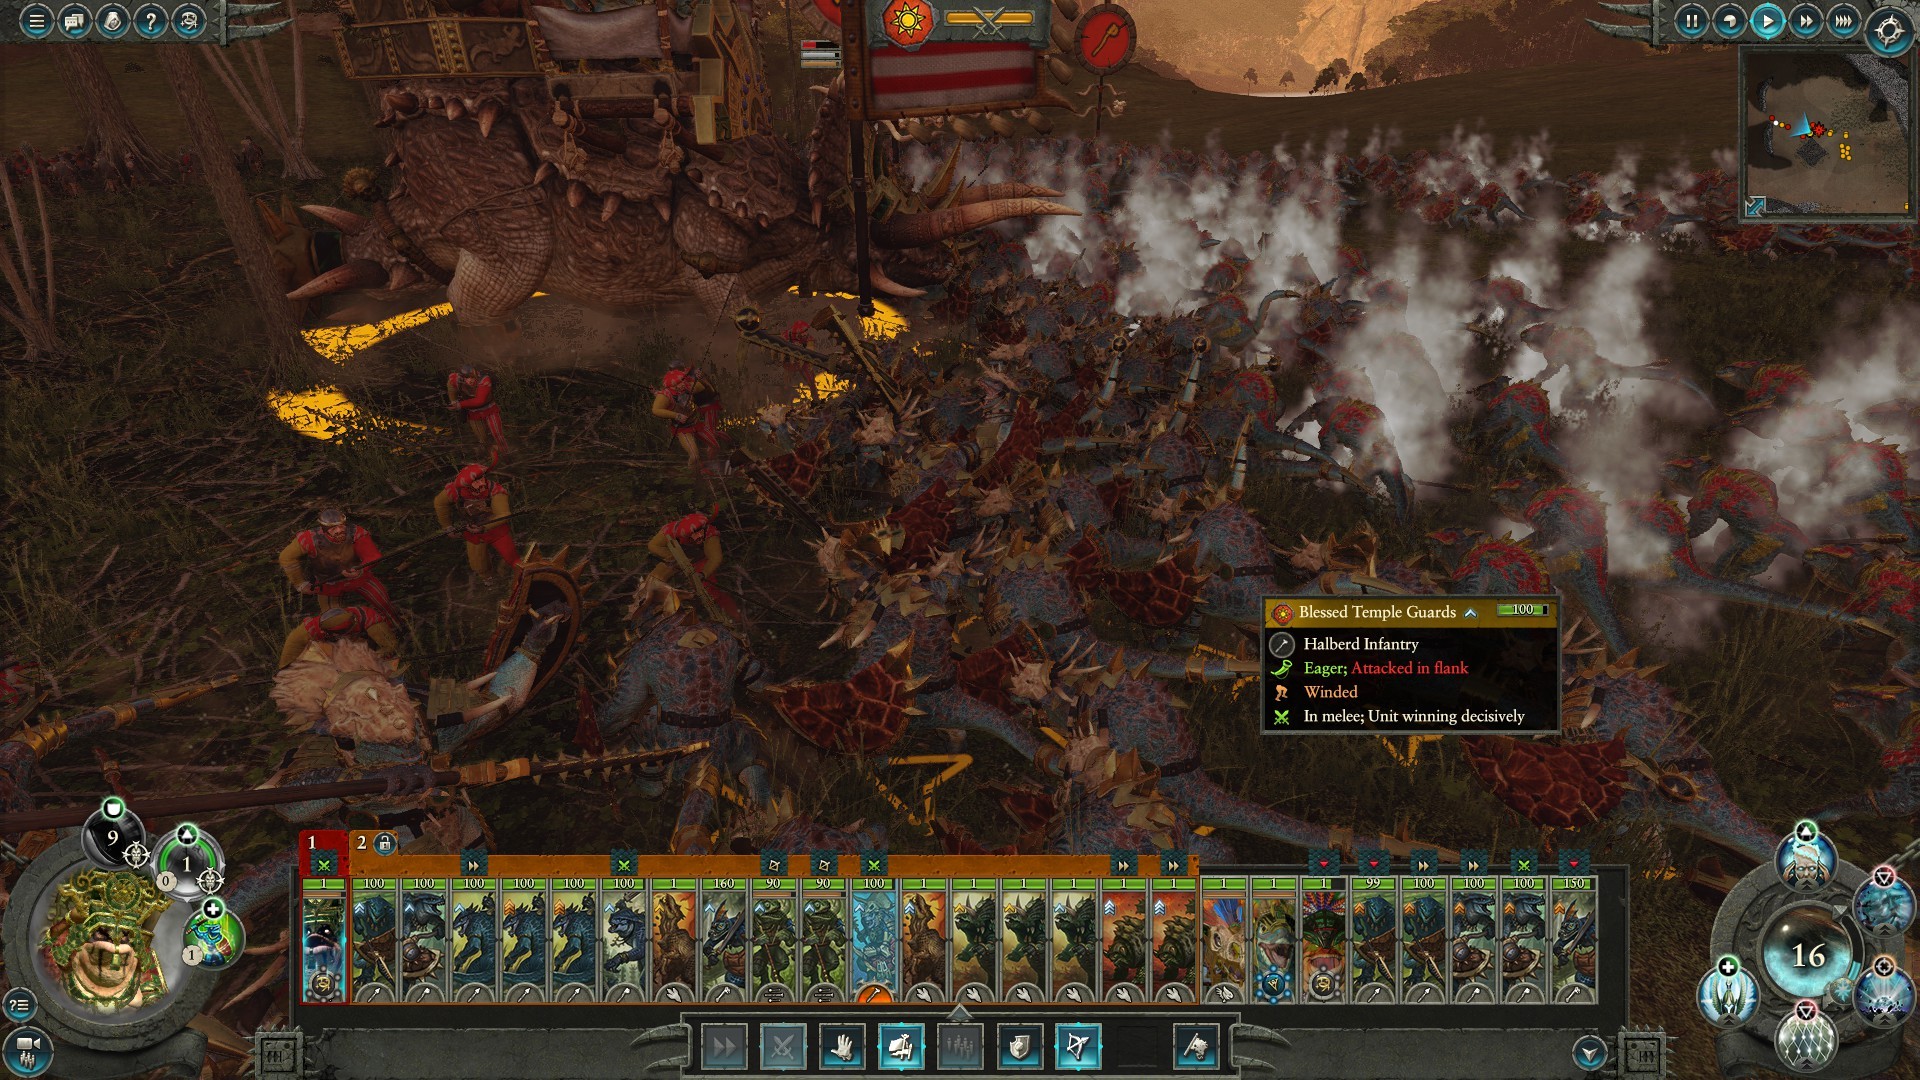 Blessed Temple Guards 100
Halberd Infantry
Eager; Attacked in flank
Winded
In melee; Unit winning decisively
9
1
0
1
1 2
1 100 100 100 100 100 100 1 160 90 90 100 1 1 1 1 1 1 1 1 1 99 100 100 100 150
16
?
?